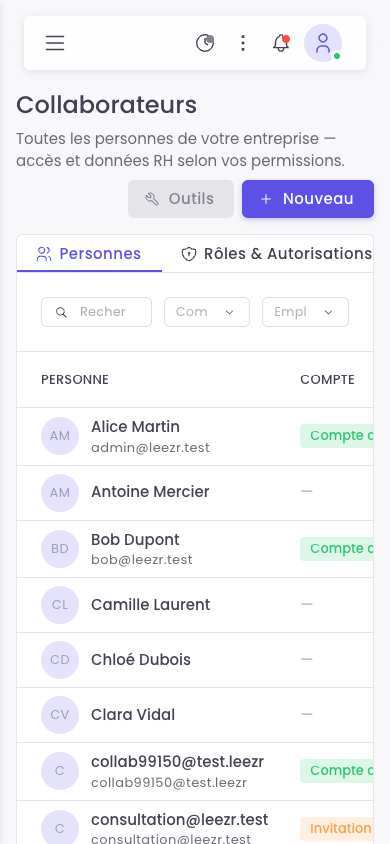 Collaborateurs
Toutes les personnes de votre entreprise —
accès et données RH selon vos permissions.
Outils
Nouveau
Personnes
Rôles & Autorisations
Recher
Com
Empl
PERSONNE
COMPTE
AM
Alice Martin
admin@leezr.test
Compte
AM
Antoine Mercier
—
BD
Bob Dupont
bob@leezr.test
Compte
CL
Camille Laurent
—
CD
Chloé Dubois
—
CV
Clara Vidal
—
C
collab99150@test.leezr
collab99150@test.leezr
Compte
C
consultation@leezr.test
consultation@leezr.test
Invitation